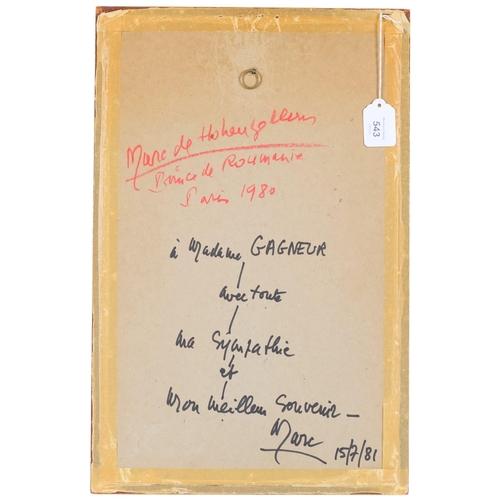 543
Marc de Hohenzollern
Prince de Roumanie
Paris 1980
à Madame GAGNEUR
avec toute
ma Sympathie
et
mon meilleur Souvenir -
Marc
15/7/81